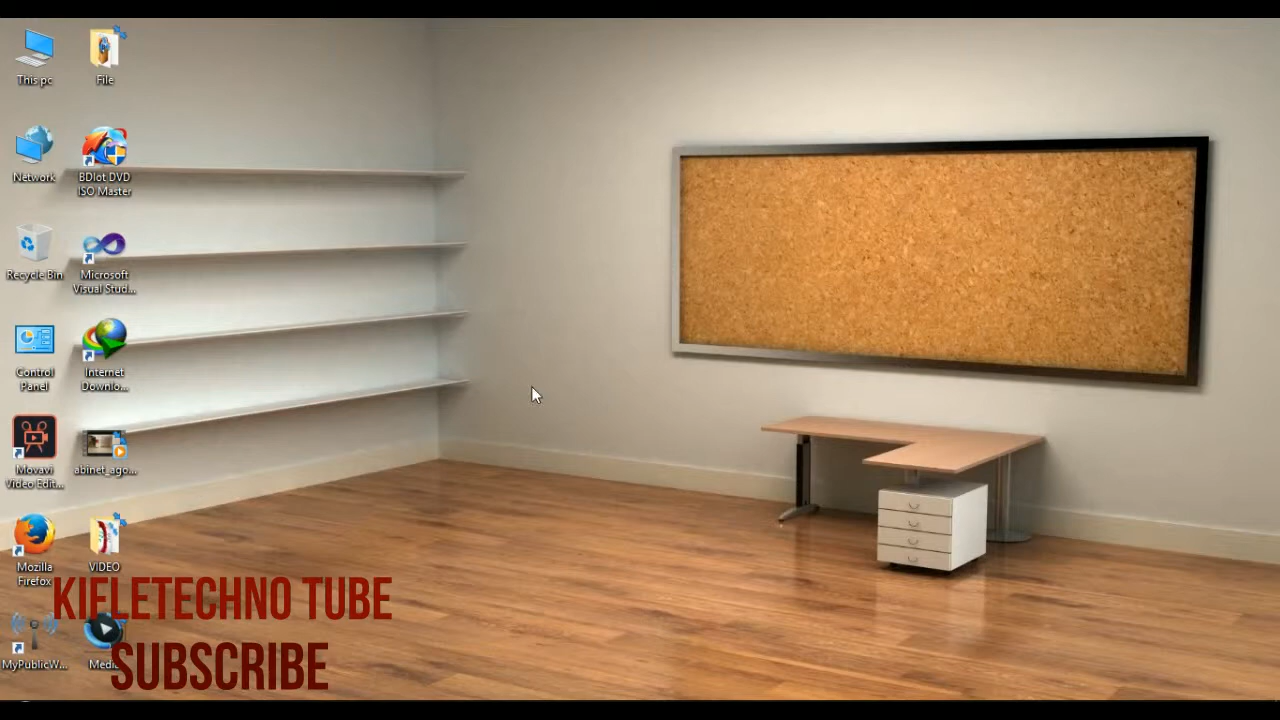 This pc
File
Network
BDlot DVD
ISO Master
Recycle Bin
Microsoft
Visual Stud...
Control
Panel
Internet
Downlo...
Movavi
Video Edit...
abinet_ago...
Mozilla
Firefox
VIDEO
MyPublicW...
KIFLETECHNO TUBE
SUBSCRIBE